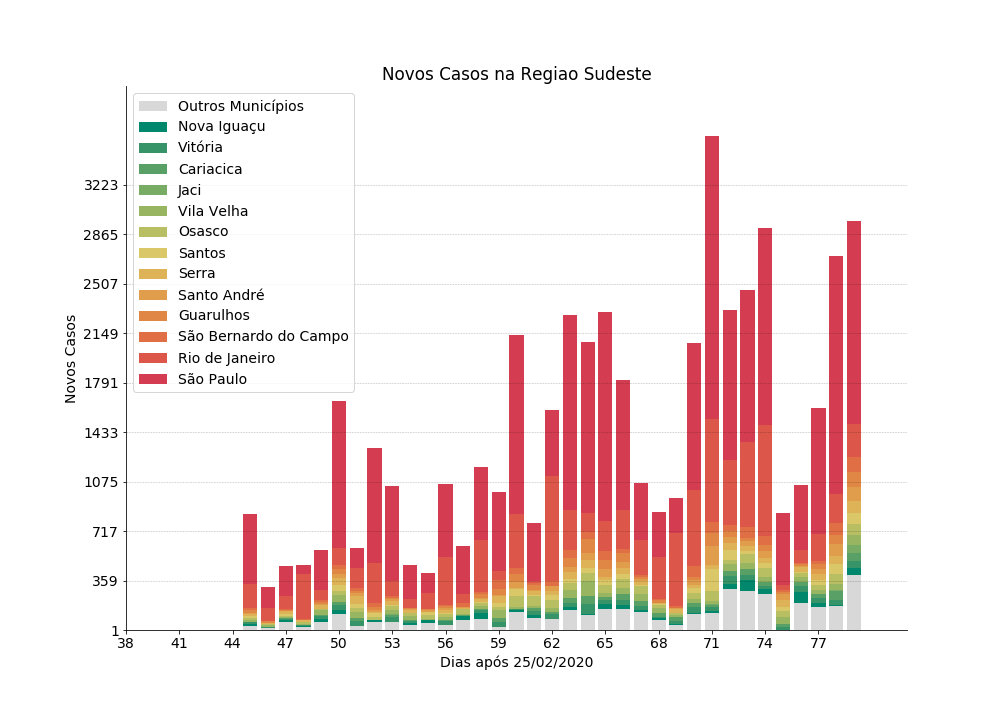 Novos Casos na Regiao Sudeste
Outros Municípios
Nova Iguaçu
Vitória
Cariacica
Jaci
Vila Velha
Osasco
Santos
Serra
Santo André
Guarulhos
São Bernardo do Campo
Rio de Janeiro
São Paulo
Novos Casos
3223
2865
2507
2149
1791
1433
1075
717
359
1
38 41 44 47 50 53 56 59 62 65 68 71 74 77
Dias após 25/02/2020